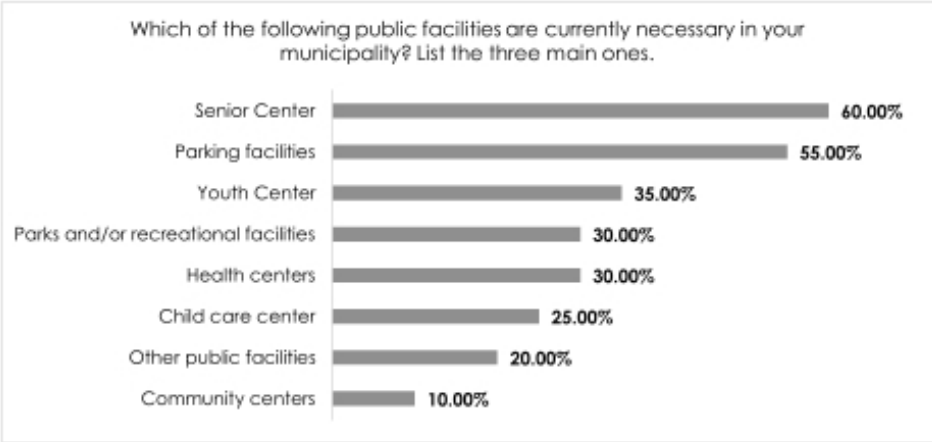 Which of the following public facilities are currently necessary in your
municipality? List the three main ones.
Senior Center 60.00%
Parking facilities 55.00%
Youth Center 35.00%
Parks and/or recreational facilities 30.00%
Health centers 30.00%
Child care center 25.00%
Other public facilities 20.00%
Community centers 10.00%